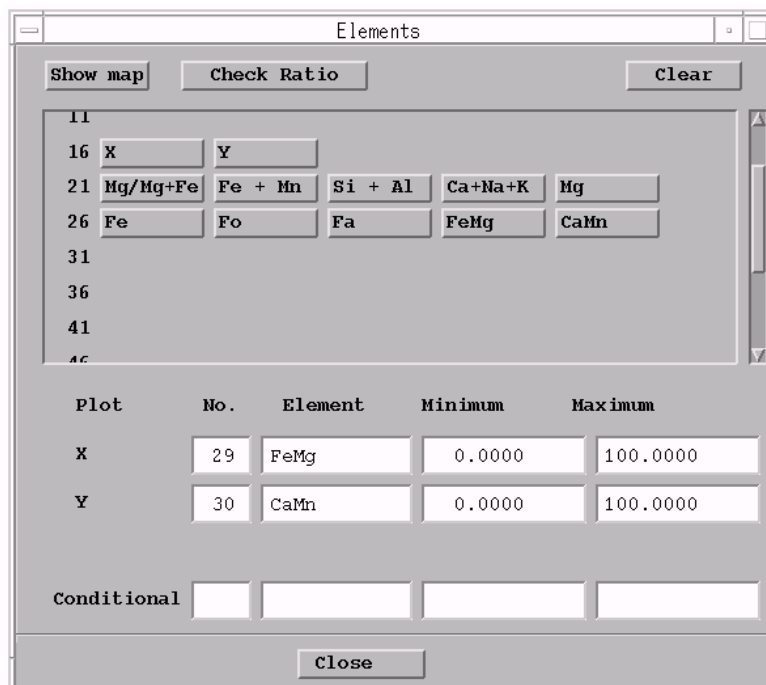 Elements
Show map Check Ratio Clear
11
16 X Y
21 Mg/Mg+Fe Fe + Mn Si + Al Ca+Na+K Mg
26 Fe Fo Fa FeMg CaMn
31
36
41
46
Plot No. Element Minimum Maximum
X 29 FeMg 0.0000 100.0000
Y 30 CaMn 0.0000 100.0000
Conditional
Close